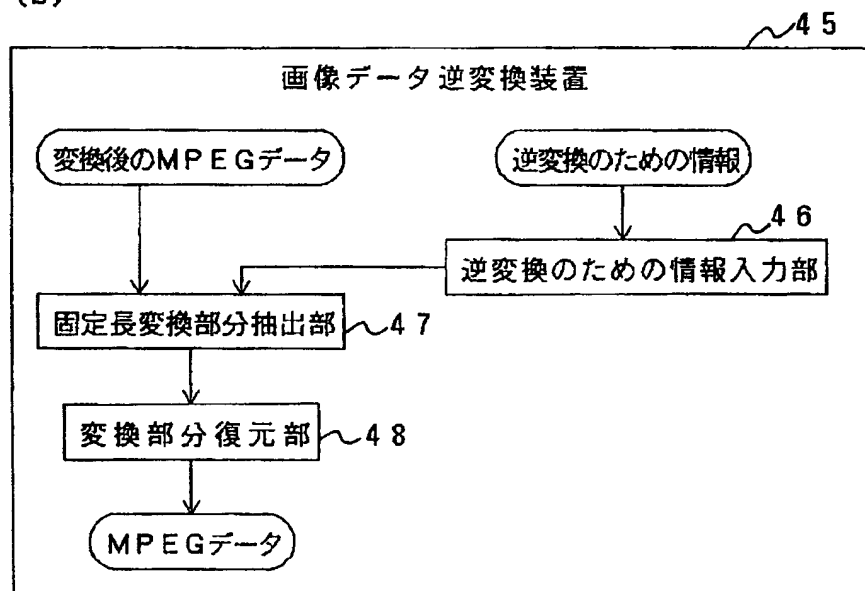 45
画像データ逆変換装置
変換後のMPEGデータ
逆変換のための情報
46
逆変換のための情報入力部
固定長変換部分抽出部
47
変換部分復元部
48
MPEGデータ